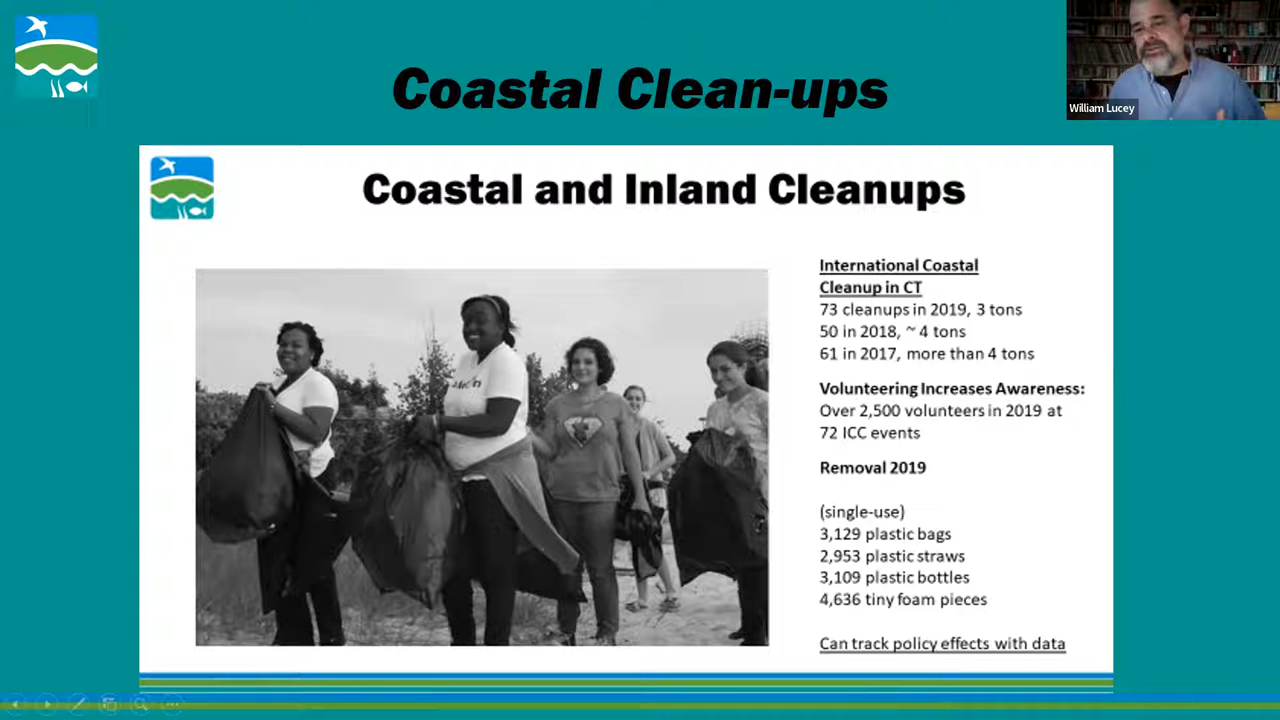 Coastal Clean-ups
William Lucey
Coastal and Inland Cleanups
International Coastal
Cleanup in CT
73 cleanups in 2019, 3 tons
50 in 2018, ~ 4 tons
61 in 2017, more than 4 tons
Volunteering Increases Awareness:
Over 2,500 volunteers in 2019 at
72 ICC events
Removal 2019
(single-use)
3,129 plastic bags
2,953 plastic straws
3,109 plastic bottles
4,636 tiny foam pieces
Can track policy effects with data